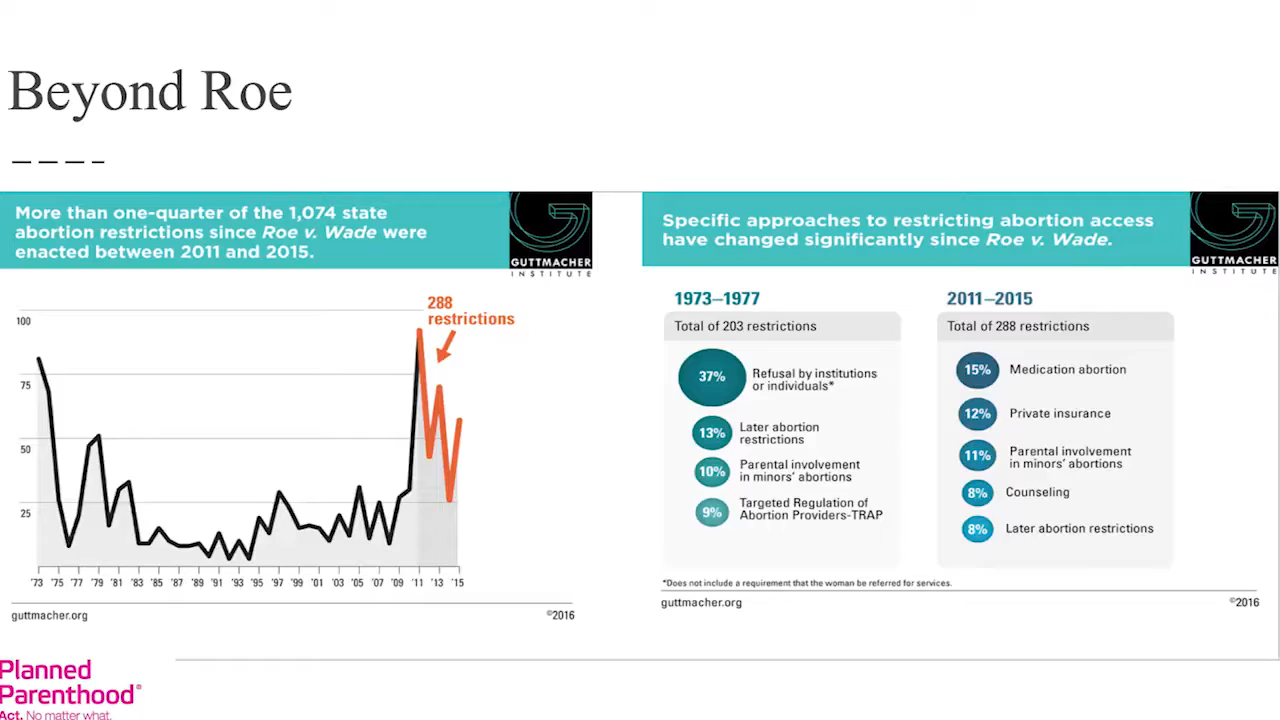 Beyond Roe
More than one-quarter of the 1,074 state
abortion restrictions since Roe v. Wade were
enacted between 2011 and 2015.
GUTTMACHER
INSTITUTE
288
restrictions
100
75
50
25
'73 '75 '77 '79 '81 '83 '85 '87 '89 '91 '93 '95 '97 '99 '01 '03 '05 '07 '09 '11 '13 '15
guttmacher.org
©2016
Specific approaches to restricting abortion access
have changed significantly since Roe v. Wade.
GUTTMACHER
INSTITUTE
1973–1977
Total of 203 restrictions
37%
Refusal by institutions
or individuals*
13%
Later abortion
restrictions
10%
Parental involvement
in minors' abortions
9%
Targeted Regulation of
Abortion Providers-TRAP
2011–2015
Total of 288 restrictions
15%
Medication abortion
12%
Private insurance
11%
Parental involvement
in minors' abortions
8%
Counseling
8%
Later abortion restrictions
*Does not include a requirement that the woman be referred for services.
guttmacher.org
©2016
Planned
Parenthood®
Act. No matter what.